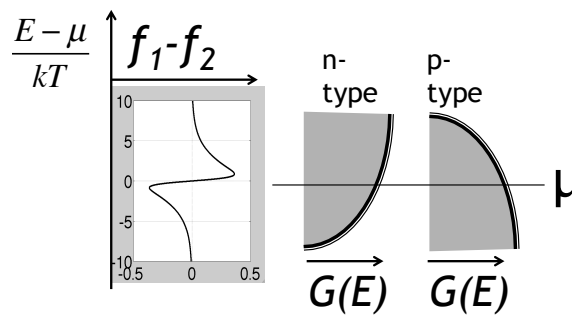 E − μ
kT
f1-f2
n-
type
p-
type
10
5
0
-5
-10
-0.5
0
0.5
μ
G(E)
G(E)